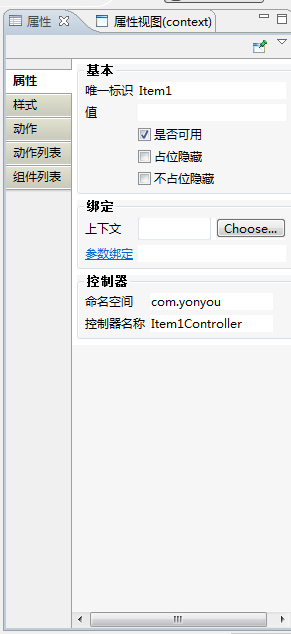 属性 属性视图(context)
属性
样式
动作
动作列表
组件列表
基本
唯一标识 Item1
值
是否可用
占位隐藏
不占位隐藏
绑定
上下文 Choose...
参数绑定
控制器
命名空间 com.yonyou
控制器名称 Item1Controller